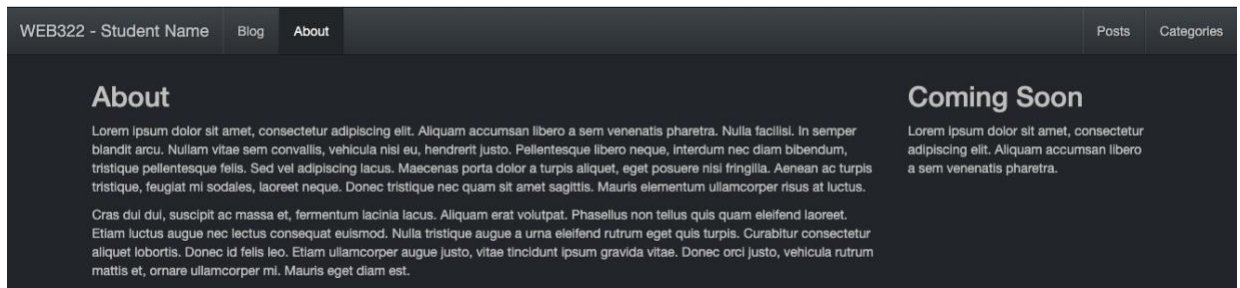 WEB322 - Student Name Blog About Posts Categories
About
Lorem ipsum dolor sit amet, consectetur adipiscing elit. Aliquam accumsan libero a sem venenatis pharetra. Nulla facilisi. In semper
blandit arcu. Nullam vitae sem convallis, vehicula nisi eu, hendrerit justo. Pellentesque libero neque, interdum nec diam bibendum,
tristique pellentesque felis. Sed vel adipiscing lacus. Maecenas porta dolor a turpis aliquet, eget posuere nisi fringilla. Aenean ac turpis
tristique, feugiat mi sodales, laoreet neque. Donec tristique nec quam sit amet sagittis. Mauris elementum ullamcorper risus at luctus.
Cras dui dui, suscipit ac massa et, fermentum lacinia lacus. Aliquam erat volutpat. Phasellus non tellus quis quam eleifend laoreet.
Etiam luctus augue nec lectus consequat euismod. Nulla tristique augue a urna eleifend rutrum eget quis turpis. Curabitur consectetur
aliquet lobortis. Donec id felis leo. Etiam ullamcorper augue justo, vitae tincidunt ipsum gravida vitae. Donec orci justo, vehicula rutrum
mattis et, ornare ullamcorper mi. Mauris eget diam est.
Coming Soon
Lorem ipsum dolor sit amet, consectetur
adipiscing elit. Aliquam accumsan libero
a sem venenatis pharetra.